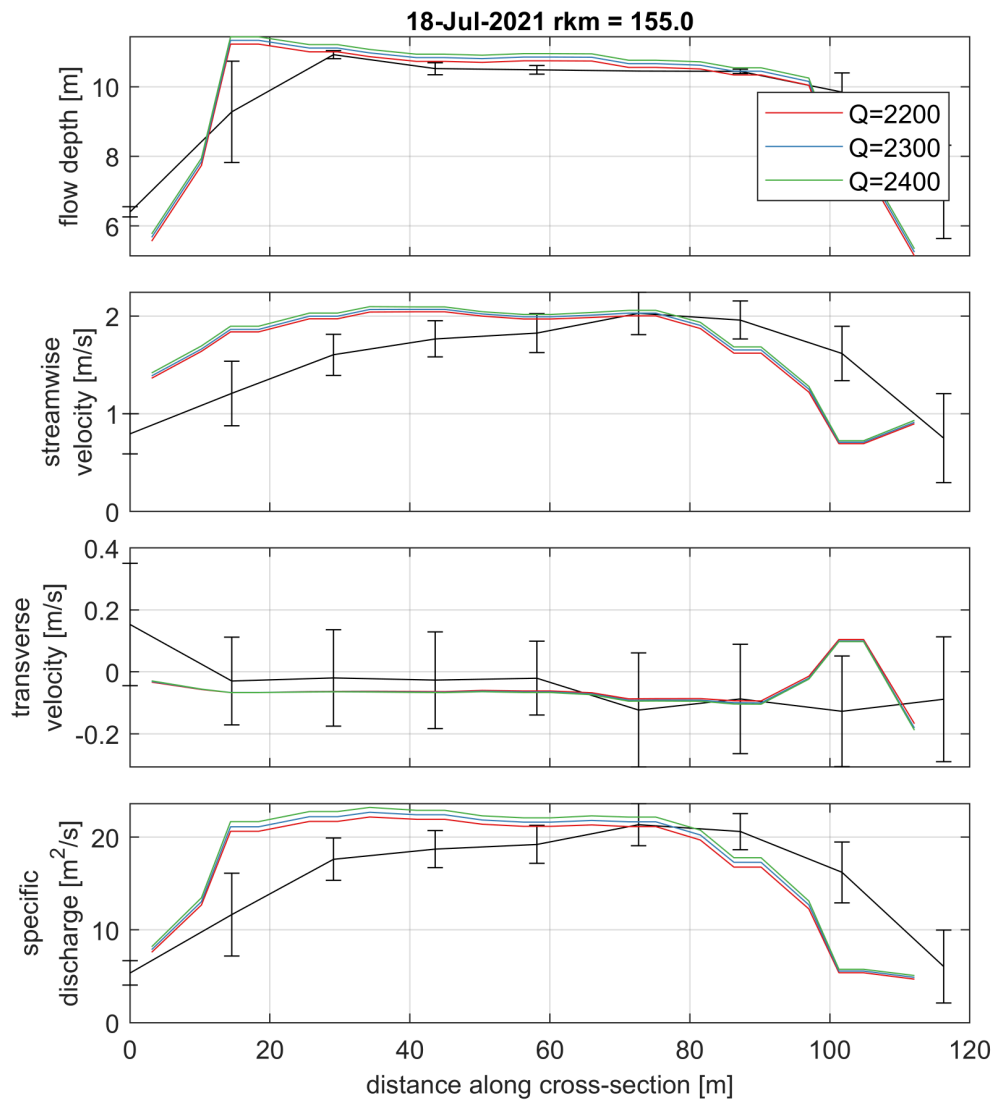 18-Jul-2021 rkm = 155.0
flow depth [m]
10
8
6
Q=2200
Q=2300
Q=2400
streamwise
velocity [m/s]
2
1
0
transverse
velocity [m/s]
0.4
0.2
0
-0.2
specific
discharge [m²/s]
20
10
0
0 20 40 60 80 100 120
distance along cross-section [m]